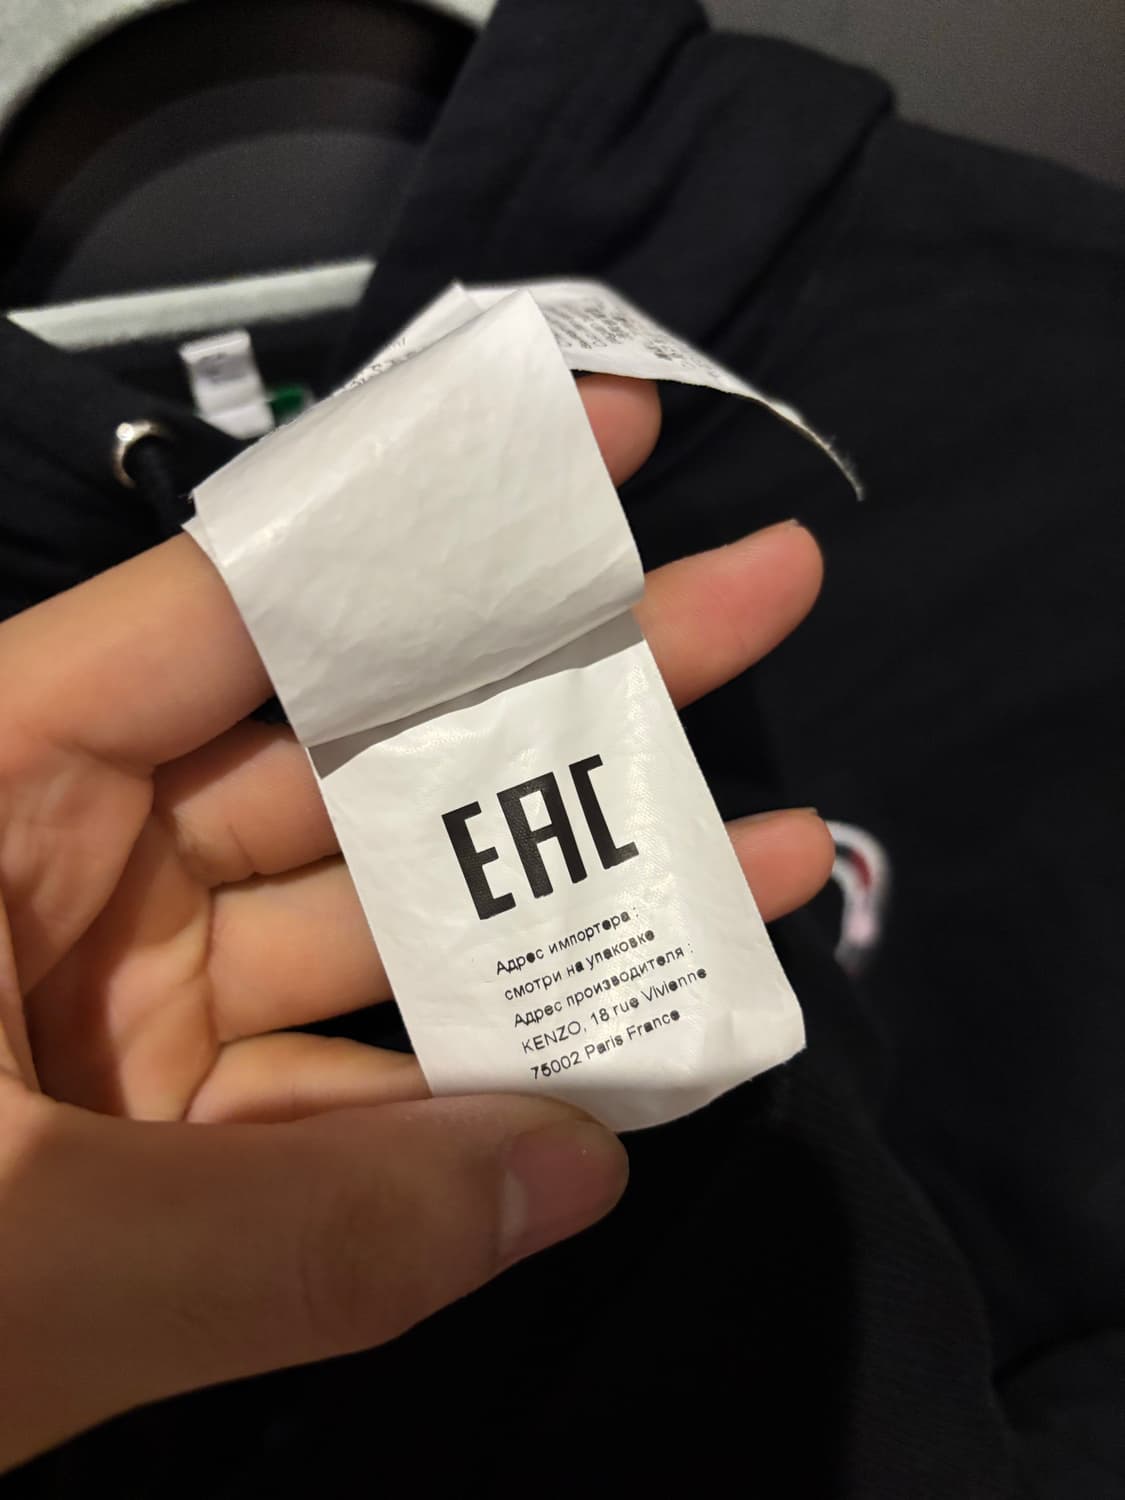 EAC
Адрес импортера :
смотри на упаковке
Адрес производителя :
KENZO, 18 rue Vivienne
75002 Paris France